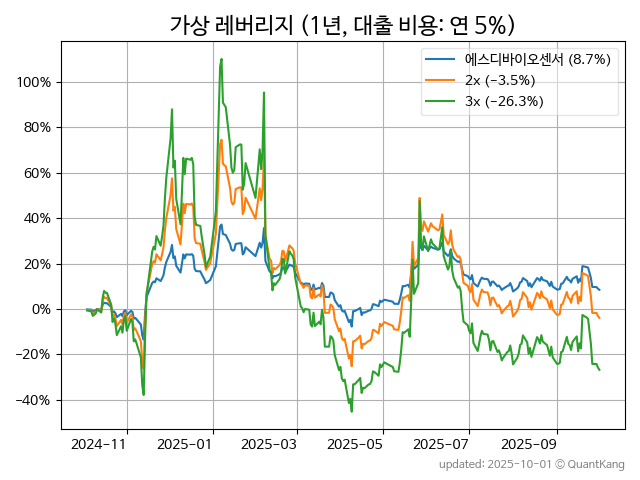 가상 레버리지 (1년, 대출 비용: 연 5%)
에스디바이오센서 (8.7%)
2x (−3.5%)
3x (−26.3%)
100%
80%
60%
40%
20%
0%
−20%
−40%
2024-11
2025-01
2025-03
2025-05
2025-07
2025-09
updated: 2025-10-01 © QuantKang